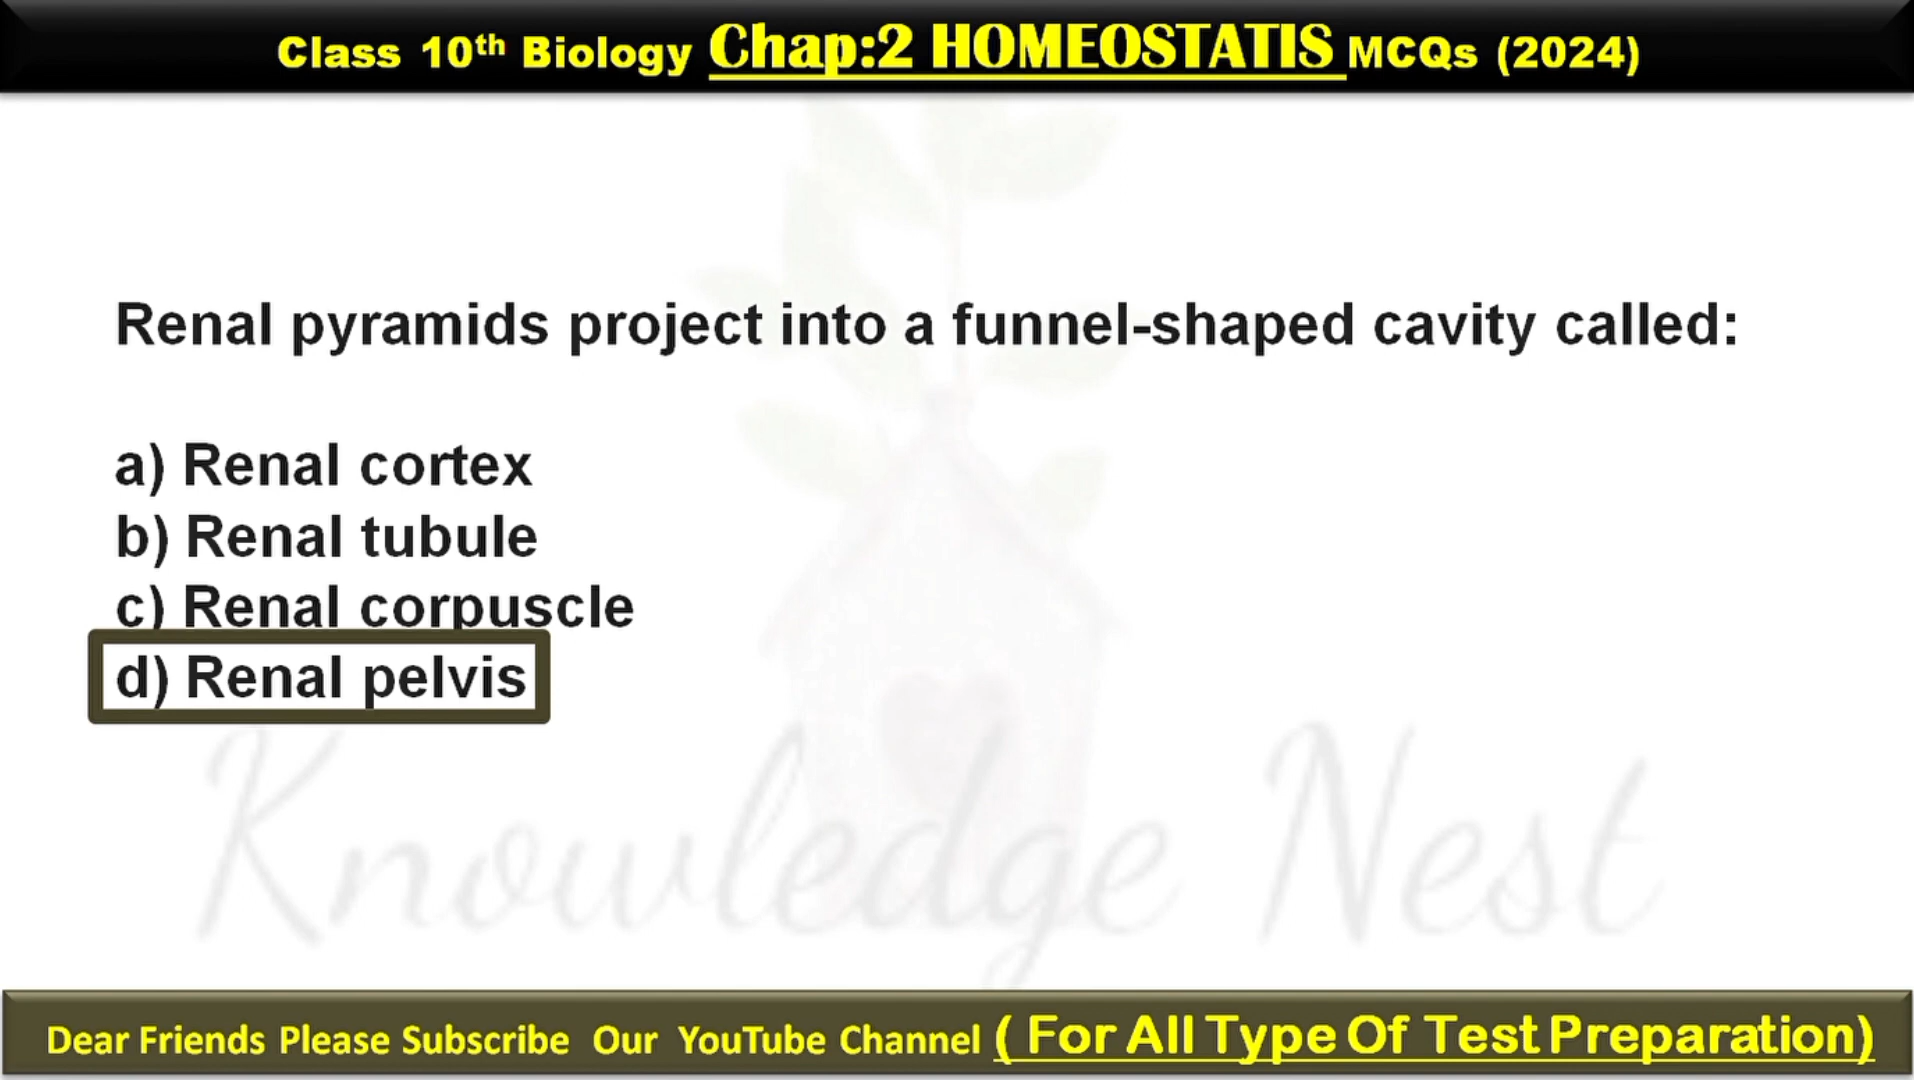 Class 10th Biology Chap:2 HOMEOSTATIS MCQs (2024)
Renal pyramids project into a funnel-shaped cavity called:
a) Renal cortex
b) Renal tubule
c) Renal corpuscle
d) Renal pelvis
Knowledge Nest
Dear Friends Please Subscribe Our YouTube Channel ( For All Type Of Test Preparation)